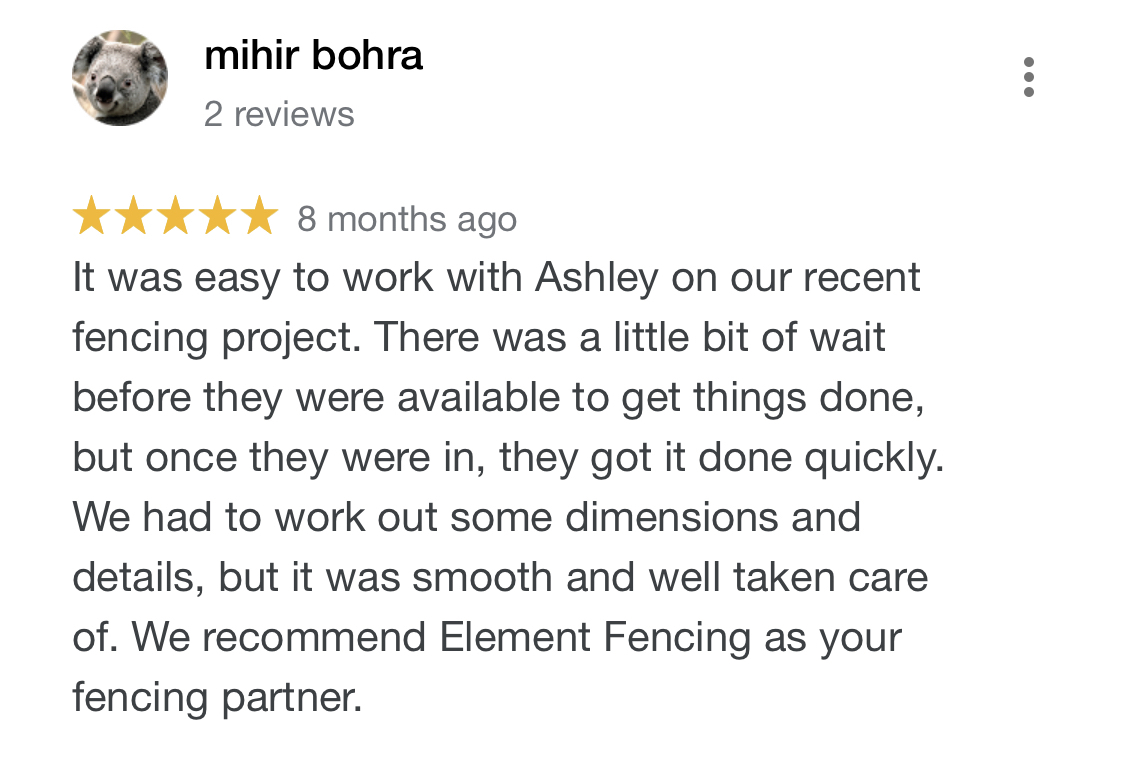 mihir bohra
2 reviews
8 months ago
It was easy to work with Ashley on our recent
fencing project. There was a little bit of wait
before they were available to get things done,
but once they were in, they got it done quickly.
We had to work out some dimensions and
details, but it was smooth and well taken care
of. We recommend Element Fencing as your
fencing partner.